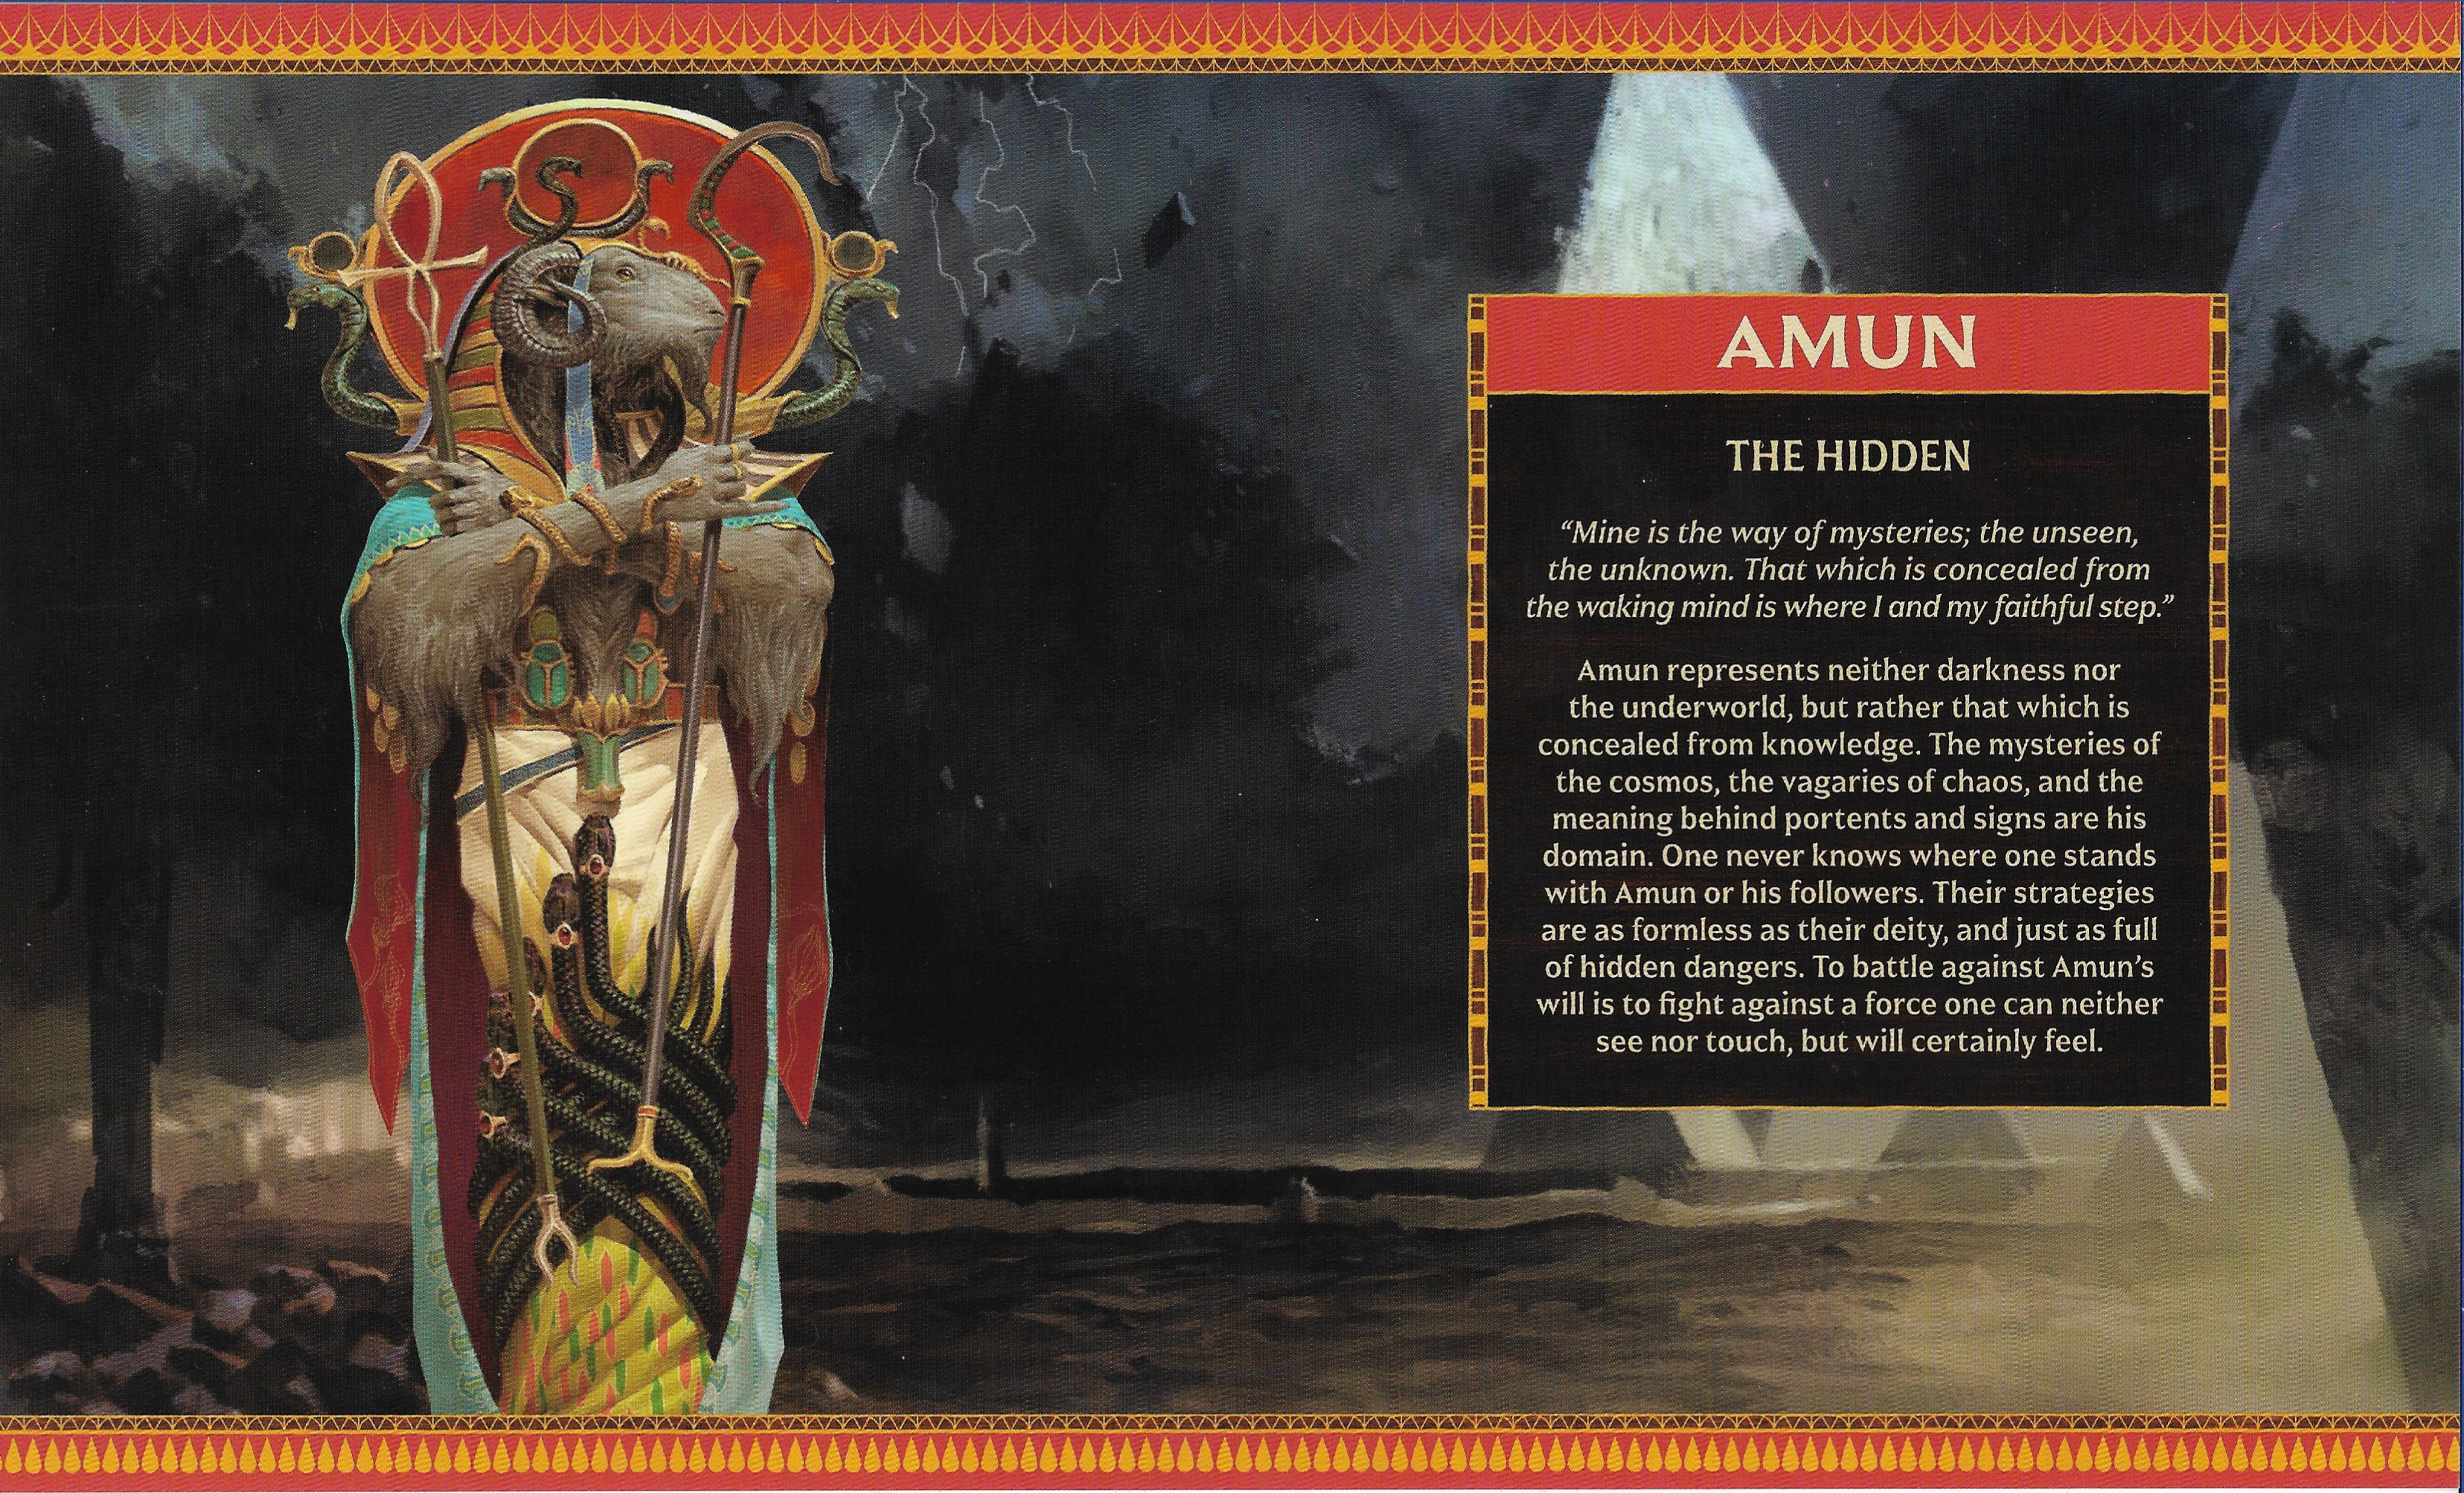 AMUN
THE HIDDEN
“Mine is the way of mysteries; the unseen,
the unknown. That which is concealed from
the waking mind is where I and my faithful step.”
Amun represents neither darkness nor
the underworld, but rather that which is
concealed from knowledge. The mysteries of
the cosmos, the vagaries of chaos, and the
meaning behind portents and signs are his
domain. One never knows where one stands
with Amun or his followers. Their strategies
are as formless as their deity, and just as full
of hidden dangers. To battle against Amun’s
will is to fight against a force one can neither
see nor touch, but will certainly feel.